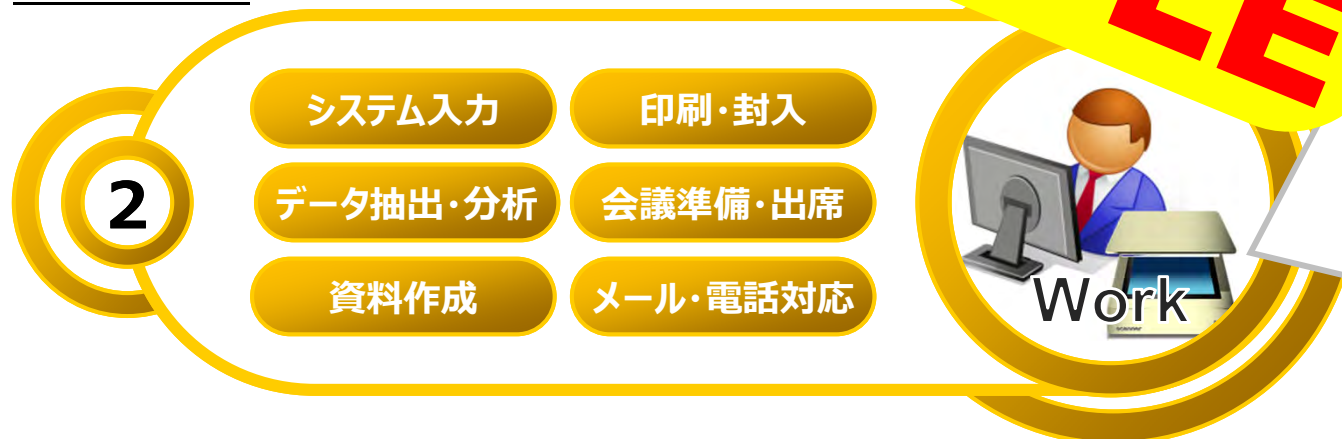 LE
2
システム入力
印刷・封入
データ抽出・分析
会議準備・出席
資料作成
メール・電話対応
Work